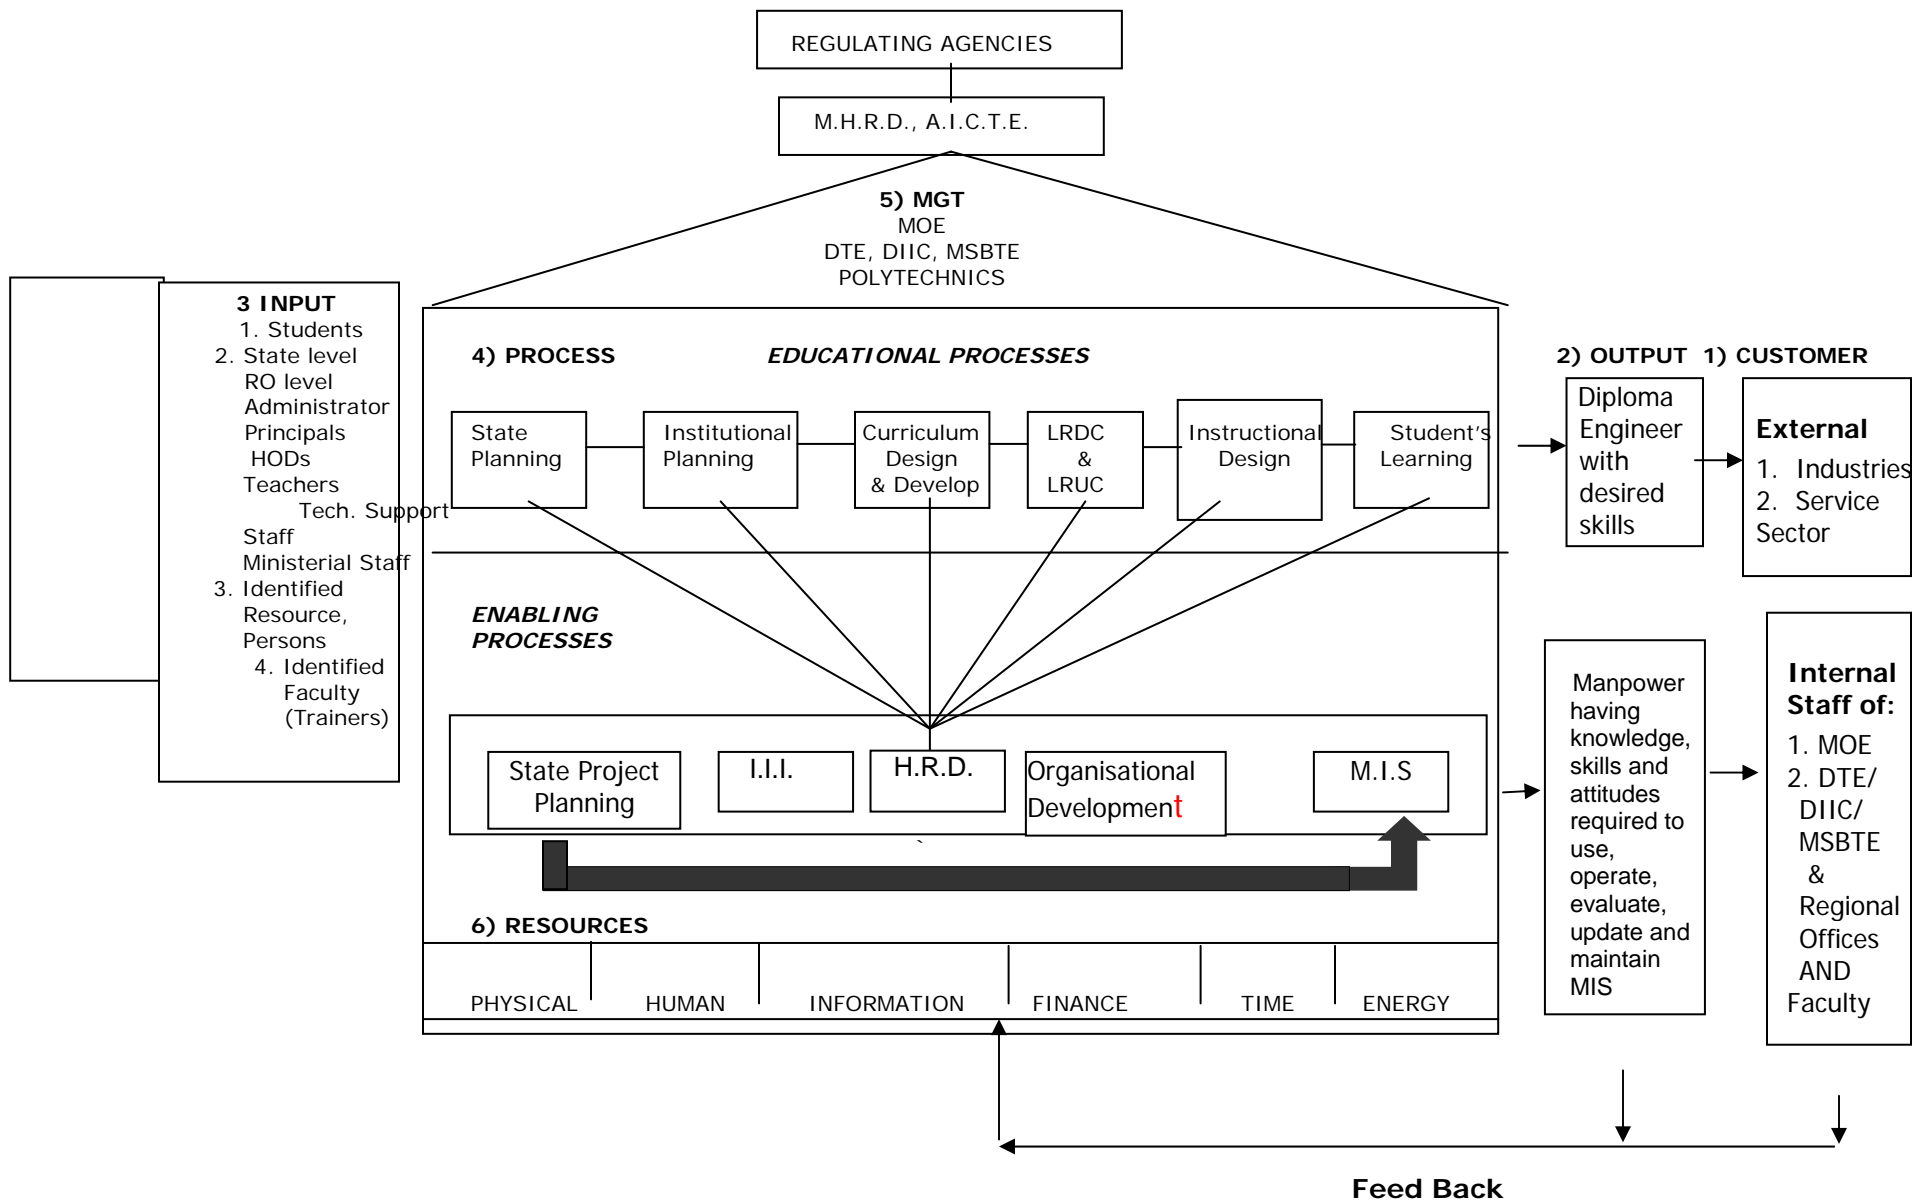 REGULATING AGENCIES
M.H.R.D., A.I.C.T.E.
5) MGT
MOE
DTE, DIIC, MSBTE
POLYTECHNICS
3 INPUT
1. Students
2. State level
RO level
Administrator
Principals
HODs
Teachers
Tech. Support
Staff
Ministerial Staff
3. Identified
Resource,
Persons
4. Identified
Faculty
(Trainers)
4) PROCESS
EDUCATIONAL PROCESSES
State
Planning
Institutional
Planning
Curriculum
Design
& Develop
LRDC
&
LRUC
Instructional
Design
Student's
Learning
ENABLING
PROCESSES
State Project
Planning
I.I.I.
H.R.D.
Organisational
Development
M.I.S
`
6) RESOURCES
PHYSICAL
HUMAN
INFORMATION
FINANCE
TIME
ENERGY
2) OUTPUT
1) CUSTOMER
Diploma
Engineer
with
desired
skills
External
1. Industries
2. Service
Sector
Manpower
having
knowledge,
skills and
attitudes
required to
use,
operate,
evaluate,
update and
maintain
MIS
Internal
Staff of:
1. MOE
2. DTE/
DIIC/
MSBTE
&
Regional
Offices
AND
Faculty
Feed Back